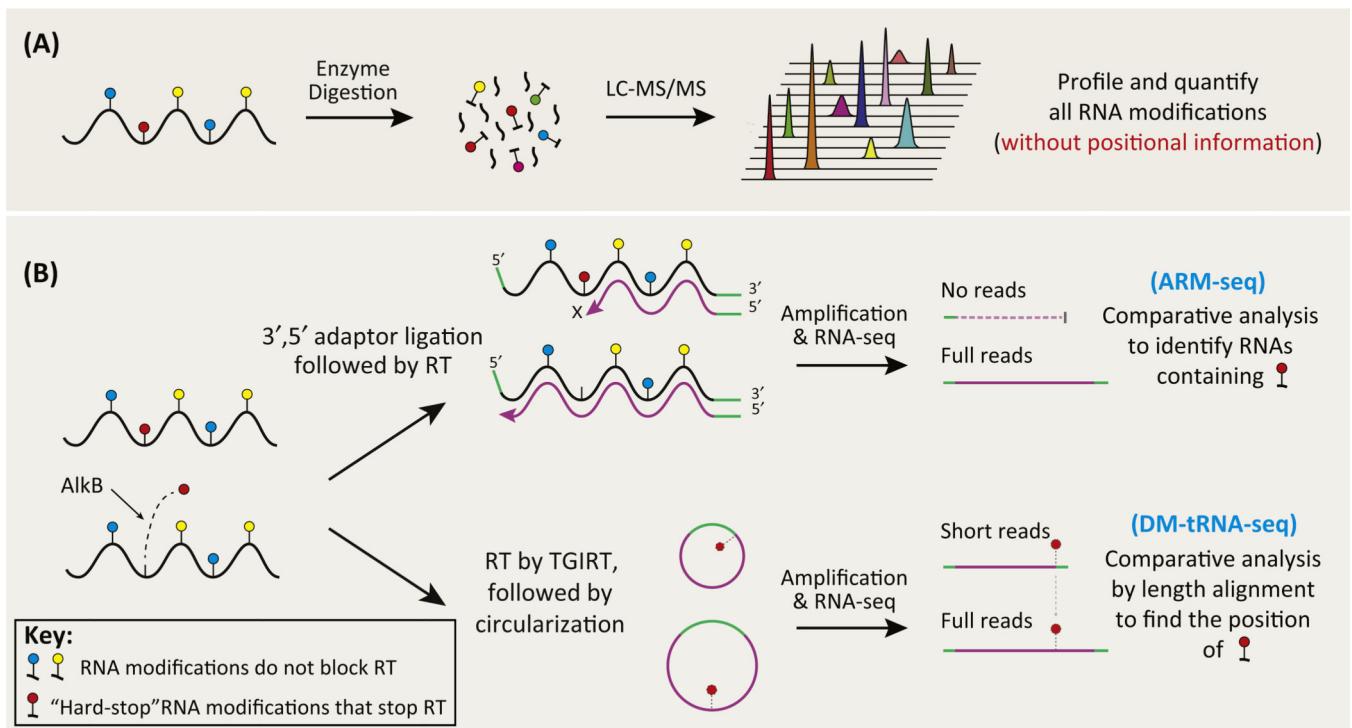 (A)
Enzyme
Digestion
LC-MS/MS
Profile and quantify
all RNA modifications
(without positional information)
(B)
3′,5′ adaptor ligation
followed by RT
5′
X
3′
5′
5′
3′
5′
Amplification
& RNA-seq
No reads
Full reads
(ARM-seq)
Comparative analysis
to identify RNAs
containing
AlkB
RT by TGIRT,
followed by
circularization
Amplification
& RNA-seq
Short reads
Full reads
(DM-tRNA-seq)
Comparative analysis
by length alignment
to find the position
of
Key:
RNA modifications do not block RT
“Hard-stop”RNA modifications that stop RT